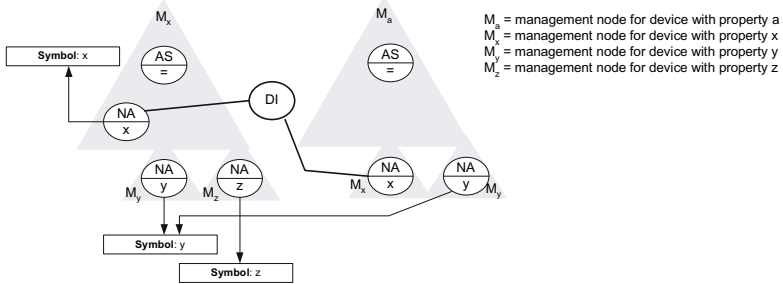 Mx
Ma
Ma = management node for device with property a
Mx = management node for device with property x
My = management node for device with property y
Mz = management node for device with property z
Symbol: x
AS
=
AS
=
DI
NA
x
NA
y
NA
z
NA
x
NA
y
My
Mz
Mx
My
Symbol: y
Symbol: z